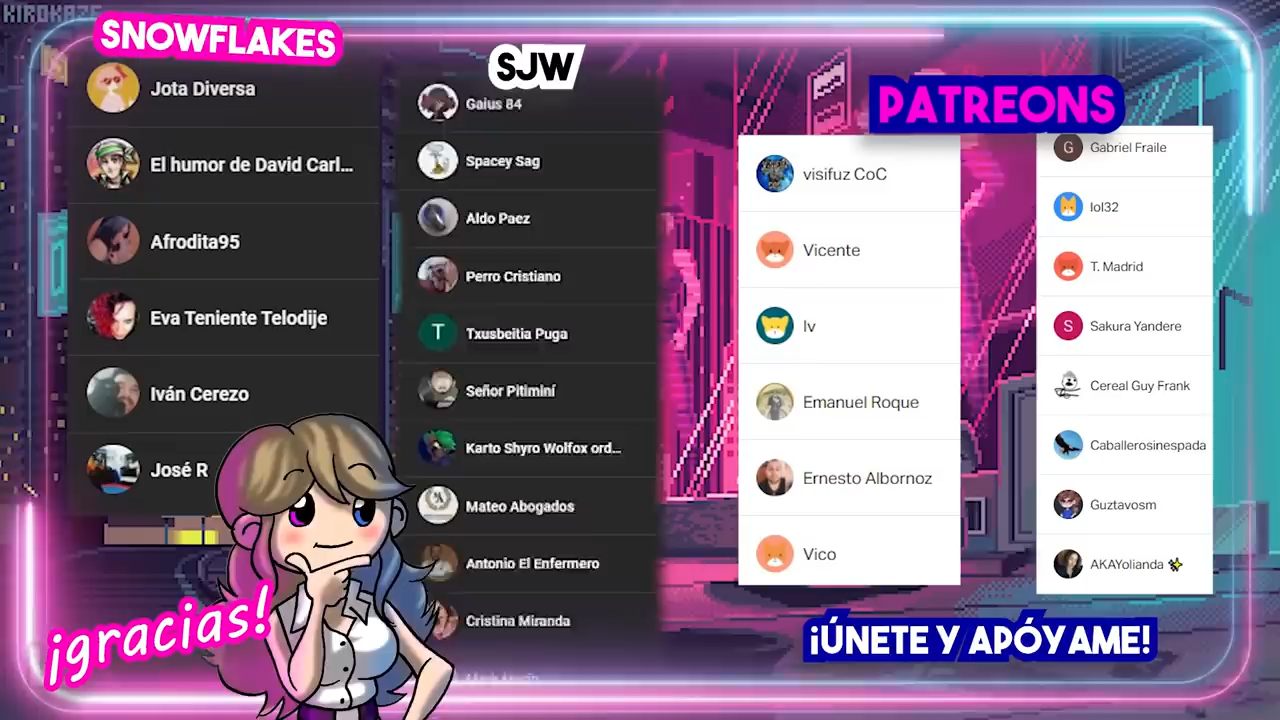 KIROKAZE
SNOWFLAKES
Jota Diversa
El humor de David Carl...
Afrodita95
Eva Teniente Telodije
Iván Cerezo
José R
SJW
Gaius 84
Spacey Sag
Aldo Paez
Perro Cristiano
T
Txusbeitia Puga
Señor Pitiminí
Karto Shyro Wolfox ord...
Mateo Abogados
Antonio El Enfermero
Cristina Miranda
PATREONS
visifuz CoC
Vicente
Iv
Emanuel Roque
Ernesto Albornoz
Vico
G
Gabriel Fraile
lol32
T. Madrid
S
Sakura Yandere
Cereal Guy Frank
Caballerosinespada
Guztavosm
AKAYolianda ✨
¡gracias!
¡ÚNETE Y APÓYAME!